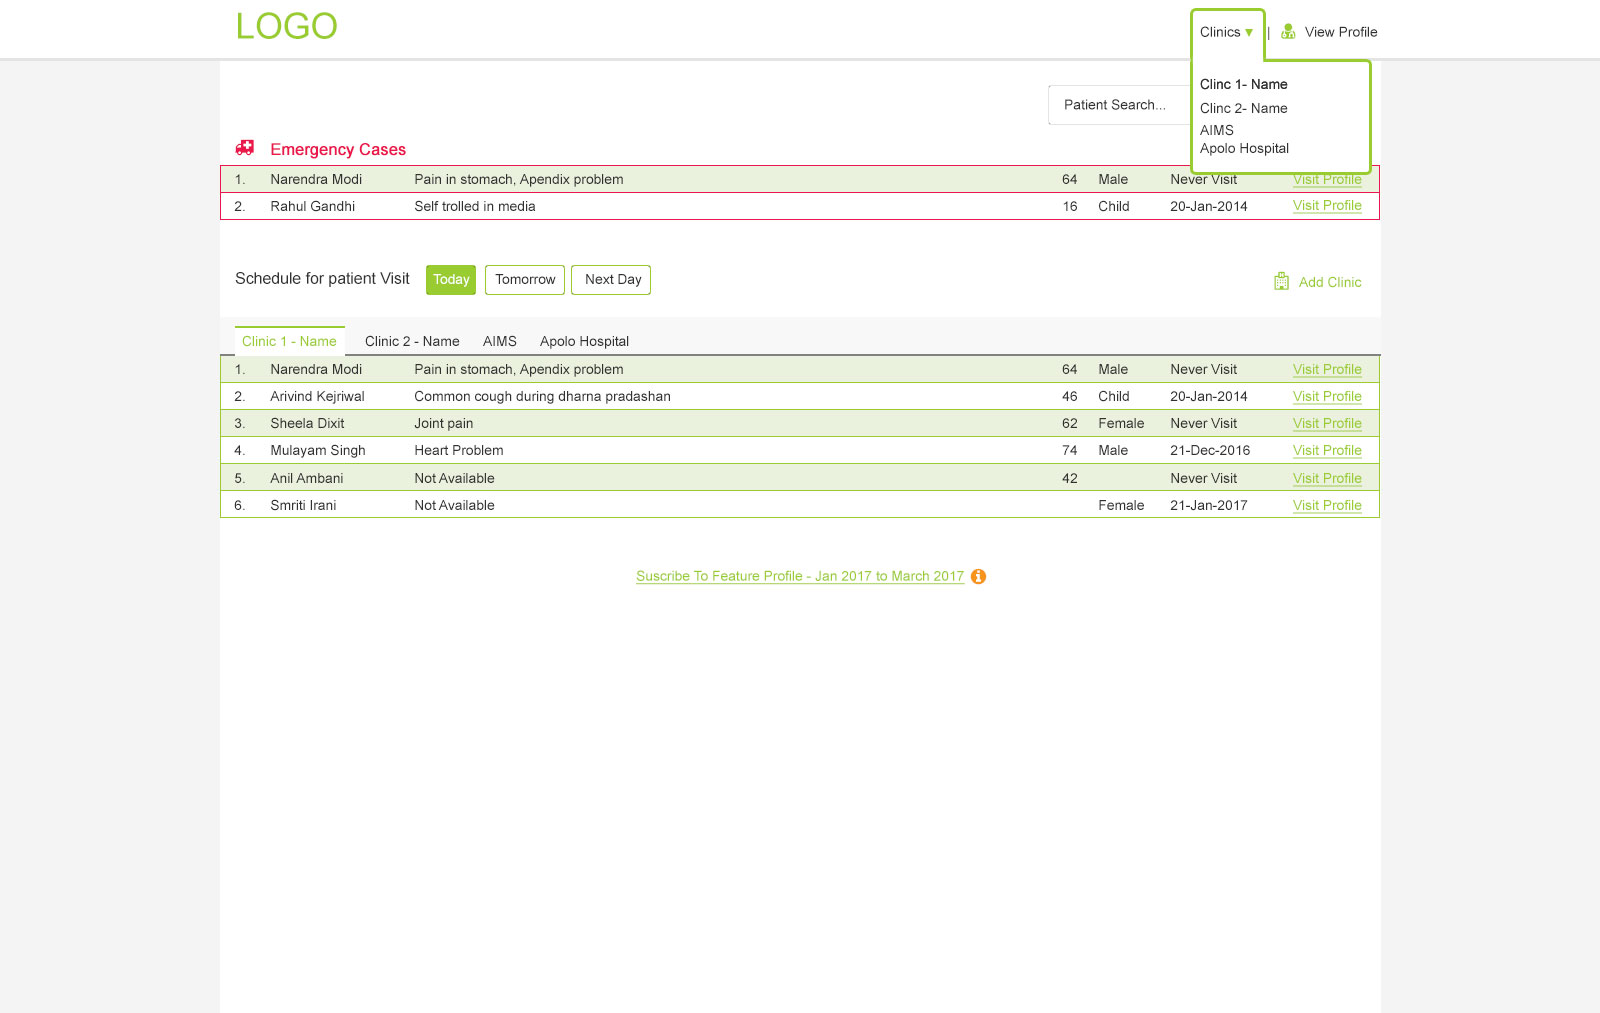 LOGO
Clinics ▼ | View Profile
Clinc 1- Name
Clinc 2- Name
AIMS
Apolo Hospital
Patient Search...
Emergency Cases
1. Narendra Modi Pain in stomach, Apendix problem 64 Male Never Visit Visit Profile
2. Rahul Gandhi Self trolled in media 16 Child 20-Jan-2014 Visit Profile
Schedule for patient Visit Today Tomorrow Next Day Add Clinic
Clinic 1 - Name Clinic 2 - Name AIMS Apolo Hospital
1. Narendra Modi Pain in stomach, Apendix problem 64 Male Never Visit Visit Profile
2. Arivind Kejriwal Common cough during dharna pradashan 46 Child 20-Jan-2014 Visit Profile
3. Sheela Dixit Joint pain 62 Female Never Visit Visit Profile
4. Mulayam Singh Heart Problem 74 Male 21-Dec-2016 Visit Profile
5. Anil Ambani Not Available 42 Never Visit Visit Profile
6. Smriti Irani Not Available Female 21-Jan-2017 Visit Profile
Suscribe To Feature Profile - Jan 2017 to March 2017